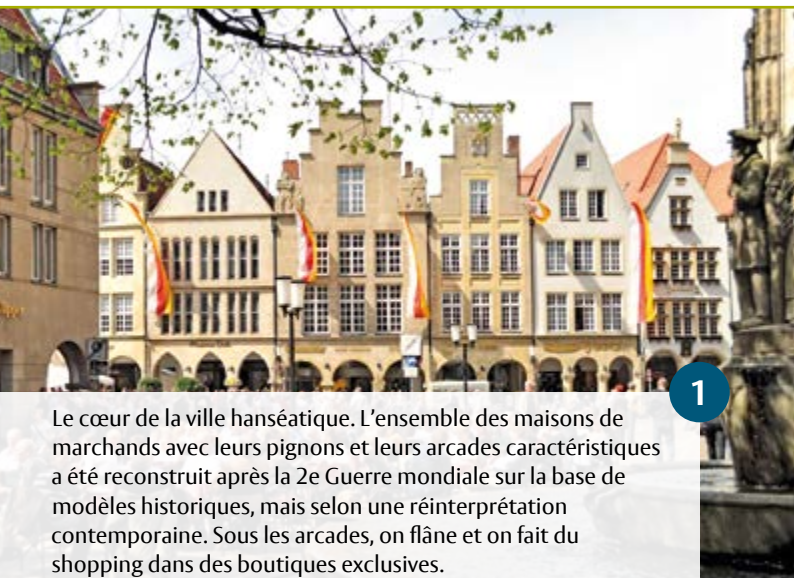 1
Le cœur de la ville hanséatique. L'ensemble des maisons de
marchands avec leurs pignons et leurs arcades caractéristiques
a été reconstruit après la 2e Guerre mondiale sur la base de
modèles historiques, mais selon une réinterprétation
contemporaine. Sous les arcades, on flâne et on fait du
shopping dans des boutiques exclusives.